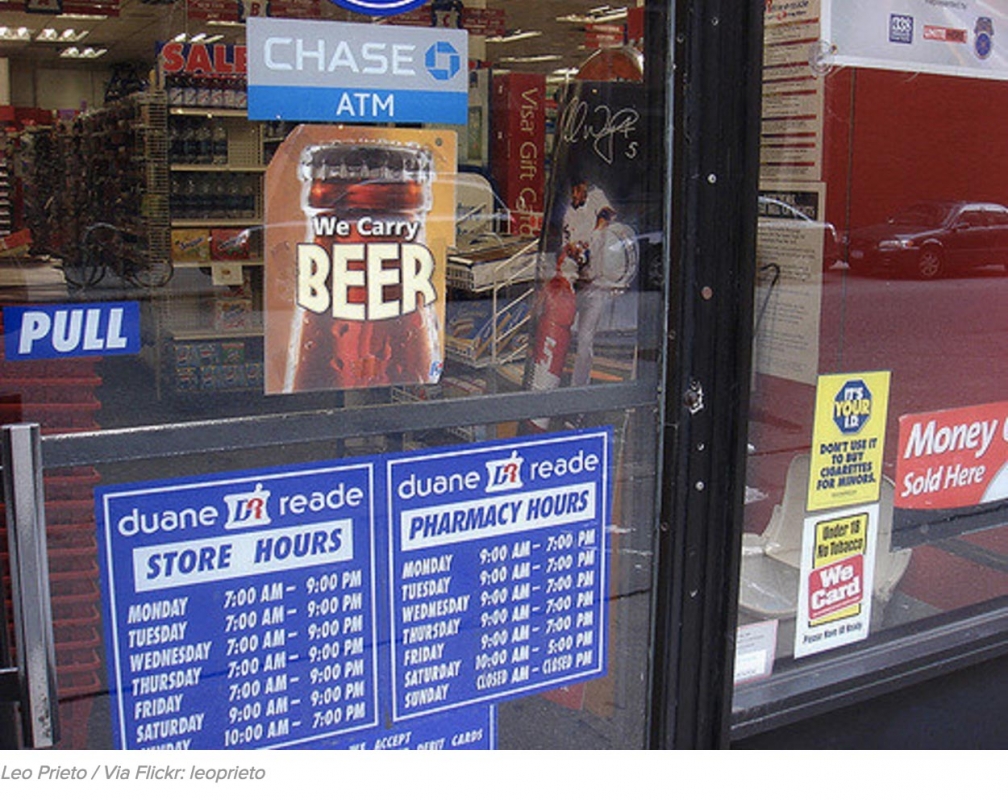 SALE
CHASE
ATM
Visa Gift Card
5
We Carry
BEER
PULL
duane DR reade
STORE HOURS
MONDAY 7:00 AM – 9:00 PM
TUESDAY 7:00 AM – 9:00 PM
WEDNESDAY 7:00 AM – 9:00 PM
THURSDAY 7:00 AM – 9:00 PM
FRIDAY 7:00 AM – 9:00 PM
SATURDAY 9:00 AM – 9:00 PM
10:00 AM – 7:00 PM
ACCEPT
DEBIT CARDS
duane DR reade
PHARMACY HOURS
MONDAY 9:00 AM – 7:00 PM
TUESDAY 9:00 AM – 7:00 PM
WEDNESDAY 9:00 AM – 7:00 PM
THURSDAY 9:00 AM – 7:00 PM
FRIDAY 9:00 AM – 7:00 PM
SATURDAY 10:00 AM – 5:00 PM
SUNDAY CLOSED AM – CLOSED PM
IT'S
YOUR
I.D.
DON'T USE IT
TO BUY
CIGARETTES
FOR MINORS.
Under 18
No Tobacco
We
Card
Please Have ID Ready
Money
Sold Here
Leo Prieto / Via Flickr: leoprieto